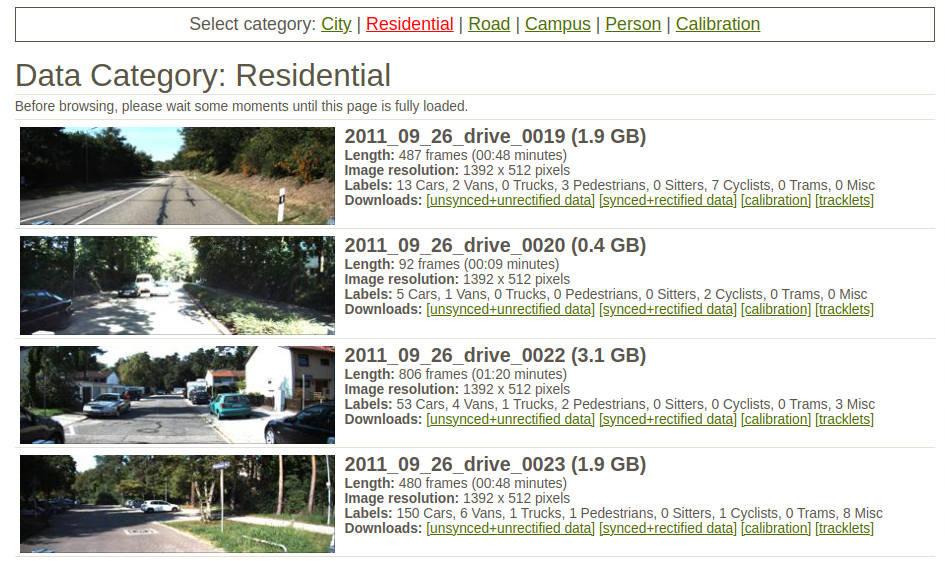 Select category: City | Residential | Road | Campus | Person | Calibration
Data Category: Residential
Before browsing, please wait some moments until this page is fully loaded.
2011_09_26_drive_0019 (1.9 GB)
Length: 487 frames (00:48 minutes)
Image resolution: 1392 x 512 pixels
Labels: 13 Cars, 2 Vans, 0 Trucks, 3 Pedestrians, 0 Sitters, 7 Cyclists, 0 Trams, 0 Misc
Downloads: [unsynced+unrectified data] [synced+rectified data] [calibration] [tracklets]
2011_09_26_drive_0020 (0.4 GB)
Length: 92 frames (00:09 minutes)
Image resolution: 1392 x 512 pixels
Labels: 5 Cars, 1 Vans, 0 Trucks, 0 Pedestrians, 0 Sitters, 2 Cyclists, 0 Trams, 0 Misc
Downloads: [unsynced+unrectified data] [synced+rectified data] [calibration] [tracklets]
2011_09_26_drive_0022 (3.1 GB)
Length: 806 frames (01:20 minutes)
Image resolution: 1392 x 512 pixels
Labels: 53 Cars, 4 Vans, 1 Trucks, 2 Pedestrians, 0 Sitters, 0 Cyclists, 0 Trams, 3 Misc
Downloads: [unsynced+unrectified data] [synced+rectified data] [calibration] [tracklets]
2011_09_26_drive_0023 (1.9 GB)
Length: 480 frames (00:48 minutes)
Image resolution: 1392 x 512 pixels
Labels: 150 Cars, 6 Vans, 1 Trucks, 1 Pedestrians, 0 Sitters, 1 Cyclists, 0 Trams, 8 Misc
Downloads: [unsynced+unrectified data] [synced+rectified data] [calibration] [tracklets]